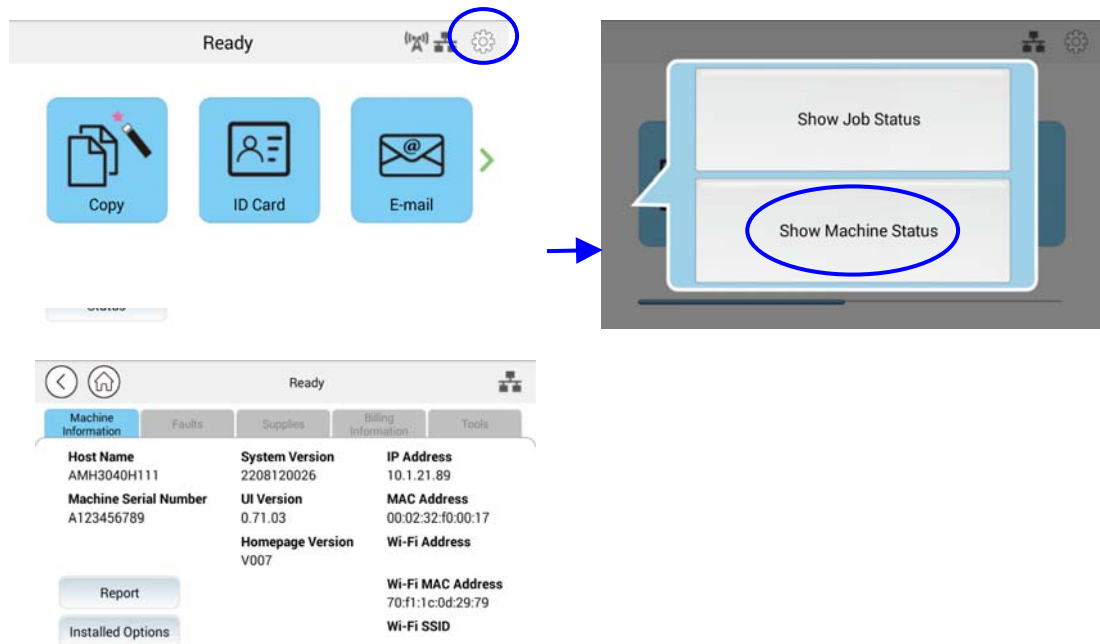 Ready
Copy
ID Card
E-mail
Show Job Status
Show Machine Status
Status
Ready
Machine Information
Faults
Supplies
Billing Information
Tools
Host Name
AMH3040H111
Machine Serial Number
A123456789
System Version
2208120026
UI Version
0.71.03
Homepage Version
V007
IP Address
10.1.21.89
MAC Address
00:02:32:f0:00:17
Wi-Fi Address
Wi-Fi MAC Address
70:f1:1c:0d:29:79
Wi-Fi SSID
Report
Installed Options